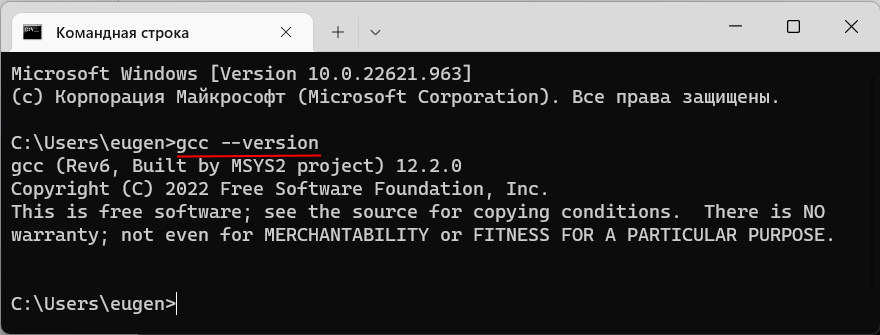 Командная строка
Microsoft Windows [Version 10.0.22621.963]
(c) Корпорация Майкрософт (Microsoft Corporation). Все права защищены.
C:\Users\eugen>gcc --version
gcc (Rev6, Built by MSYS2 project) 12.2.0
Copyright (C) 2022 Free Software Foundation, Inc.
This is free software; see the source for copying conditions.  There is NO
warranty; not even for MERCHANTABILITY or FITNESS FOR A PARTICULAR PURPOSE.
C:\Users\eugen>